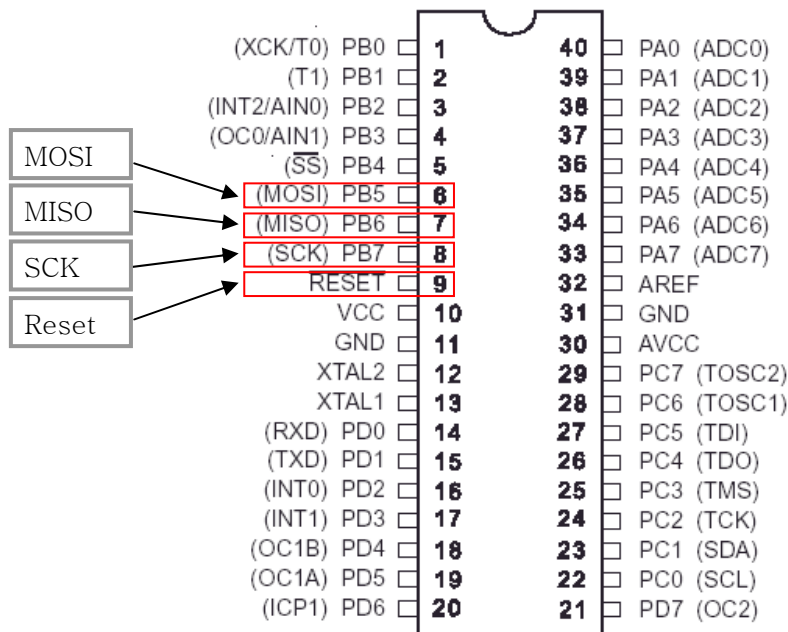 (XCK/T0) PB0 1 40 PA0 (ADC0)
(T1) PB1 2 39 PA1 (ADC1)
(INT2/AIN0) PB2 3 38 PA2 (ADC2)
(OC0/AIN1) PB3 4 37 PA3 (ADC3)
MOSI
(SS) PB4 5 36 PA4 (ADC4)
(MOSI) PB5 6 35 PA5 (ADC5)
MISO
(MISO) PB6 7 34 PA6 (ADC6)
SCK
(SCK) PB7 8 33 PA7 (ADC7)
RESET 9 32 AREF
Reset
VCC 10 31 GND
GND 11 30 AVCC
XTAL2 12 29 PC7 (TOSC2)
XTAL1 13 28 PC6 (TOSC1)
(RXD) PD0 14 27 PC5 (TDI)
(TXD) PD1 15 26 PC4 (TDO)
(INT0) PD2 16 25 PC3 (TMS)
(INT1) PD3 17 24 PC2 (TCK)
(OC1B) PD4 18 23 PC1 (SDA)
(OC1A) PD5 19 22 PC0 (SCL)
(ICP1) PD6 20 21 PD7 (OC2)